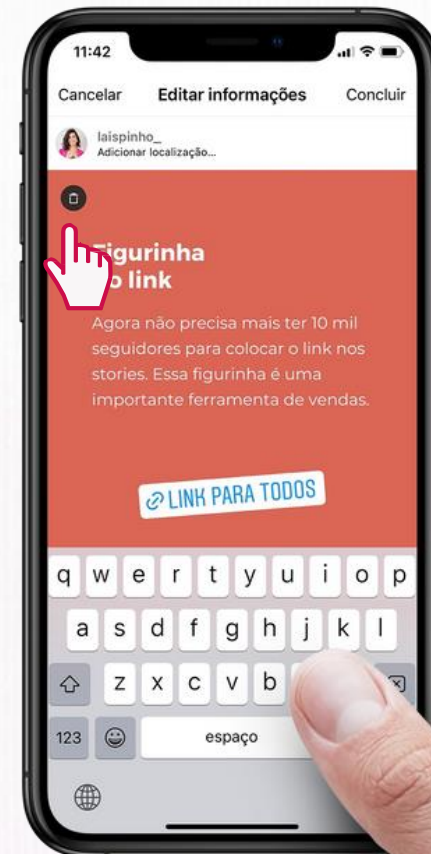 11:42
Cancelar Editar informações Concluir
laispinho_
Adicionar localização...
Figurinha
link
Agora não precisa mais ter 10 mil
seguidores para colocar o link nos
stories. Essa figurinha é uma
importante ferramenta de vendas.
LINK PARA TODOS
q w e r t y u i o p
a s d f g h j k l
z x c v b
123 espaço